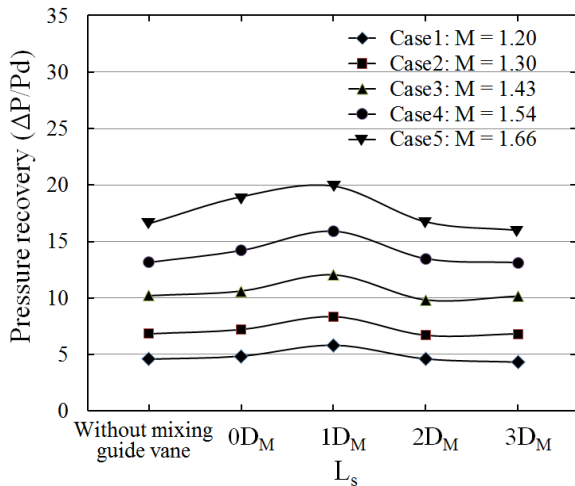 35
30
25
20
15
10
5
0
Pressure recovery (ΔP/Pd)
Case1: M = 1.20
Case2: M = 1.30
Case3: M = 1.43
Case4: M = 1.54
Case5: M = 1.66
Without mixing
guide vane
0D_M
1D_M
2D_M
3D_M
L_s